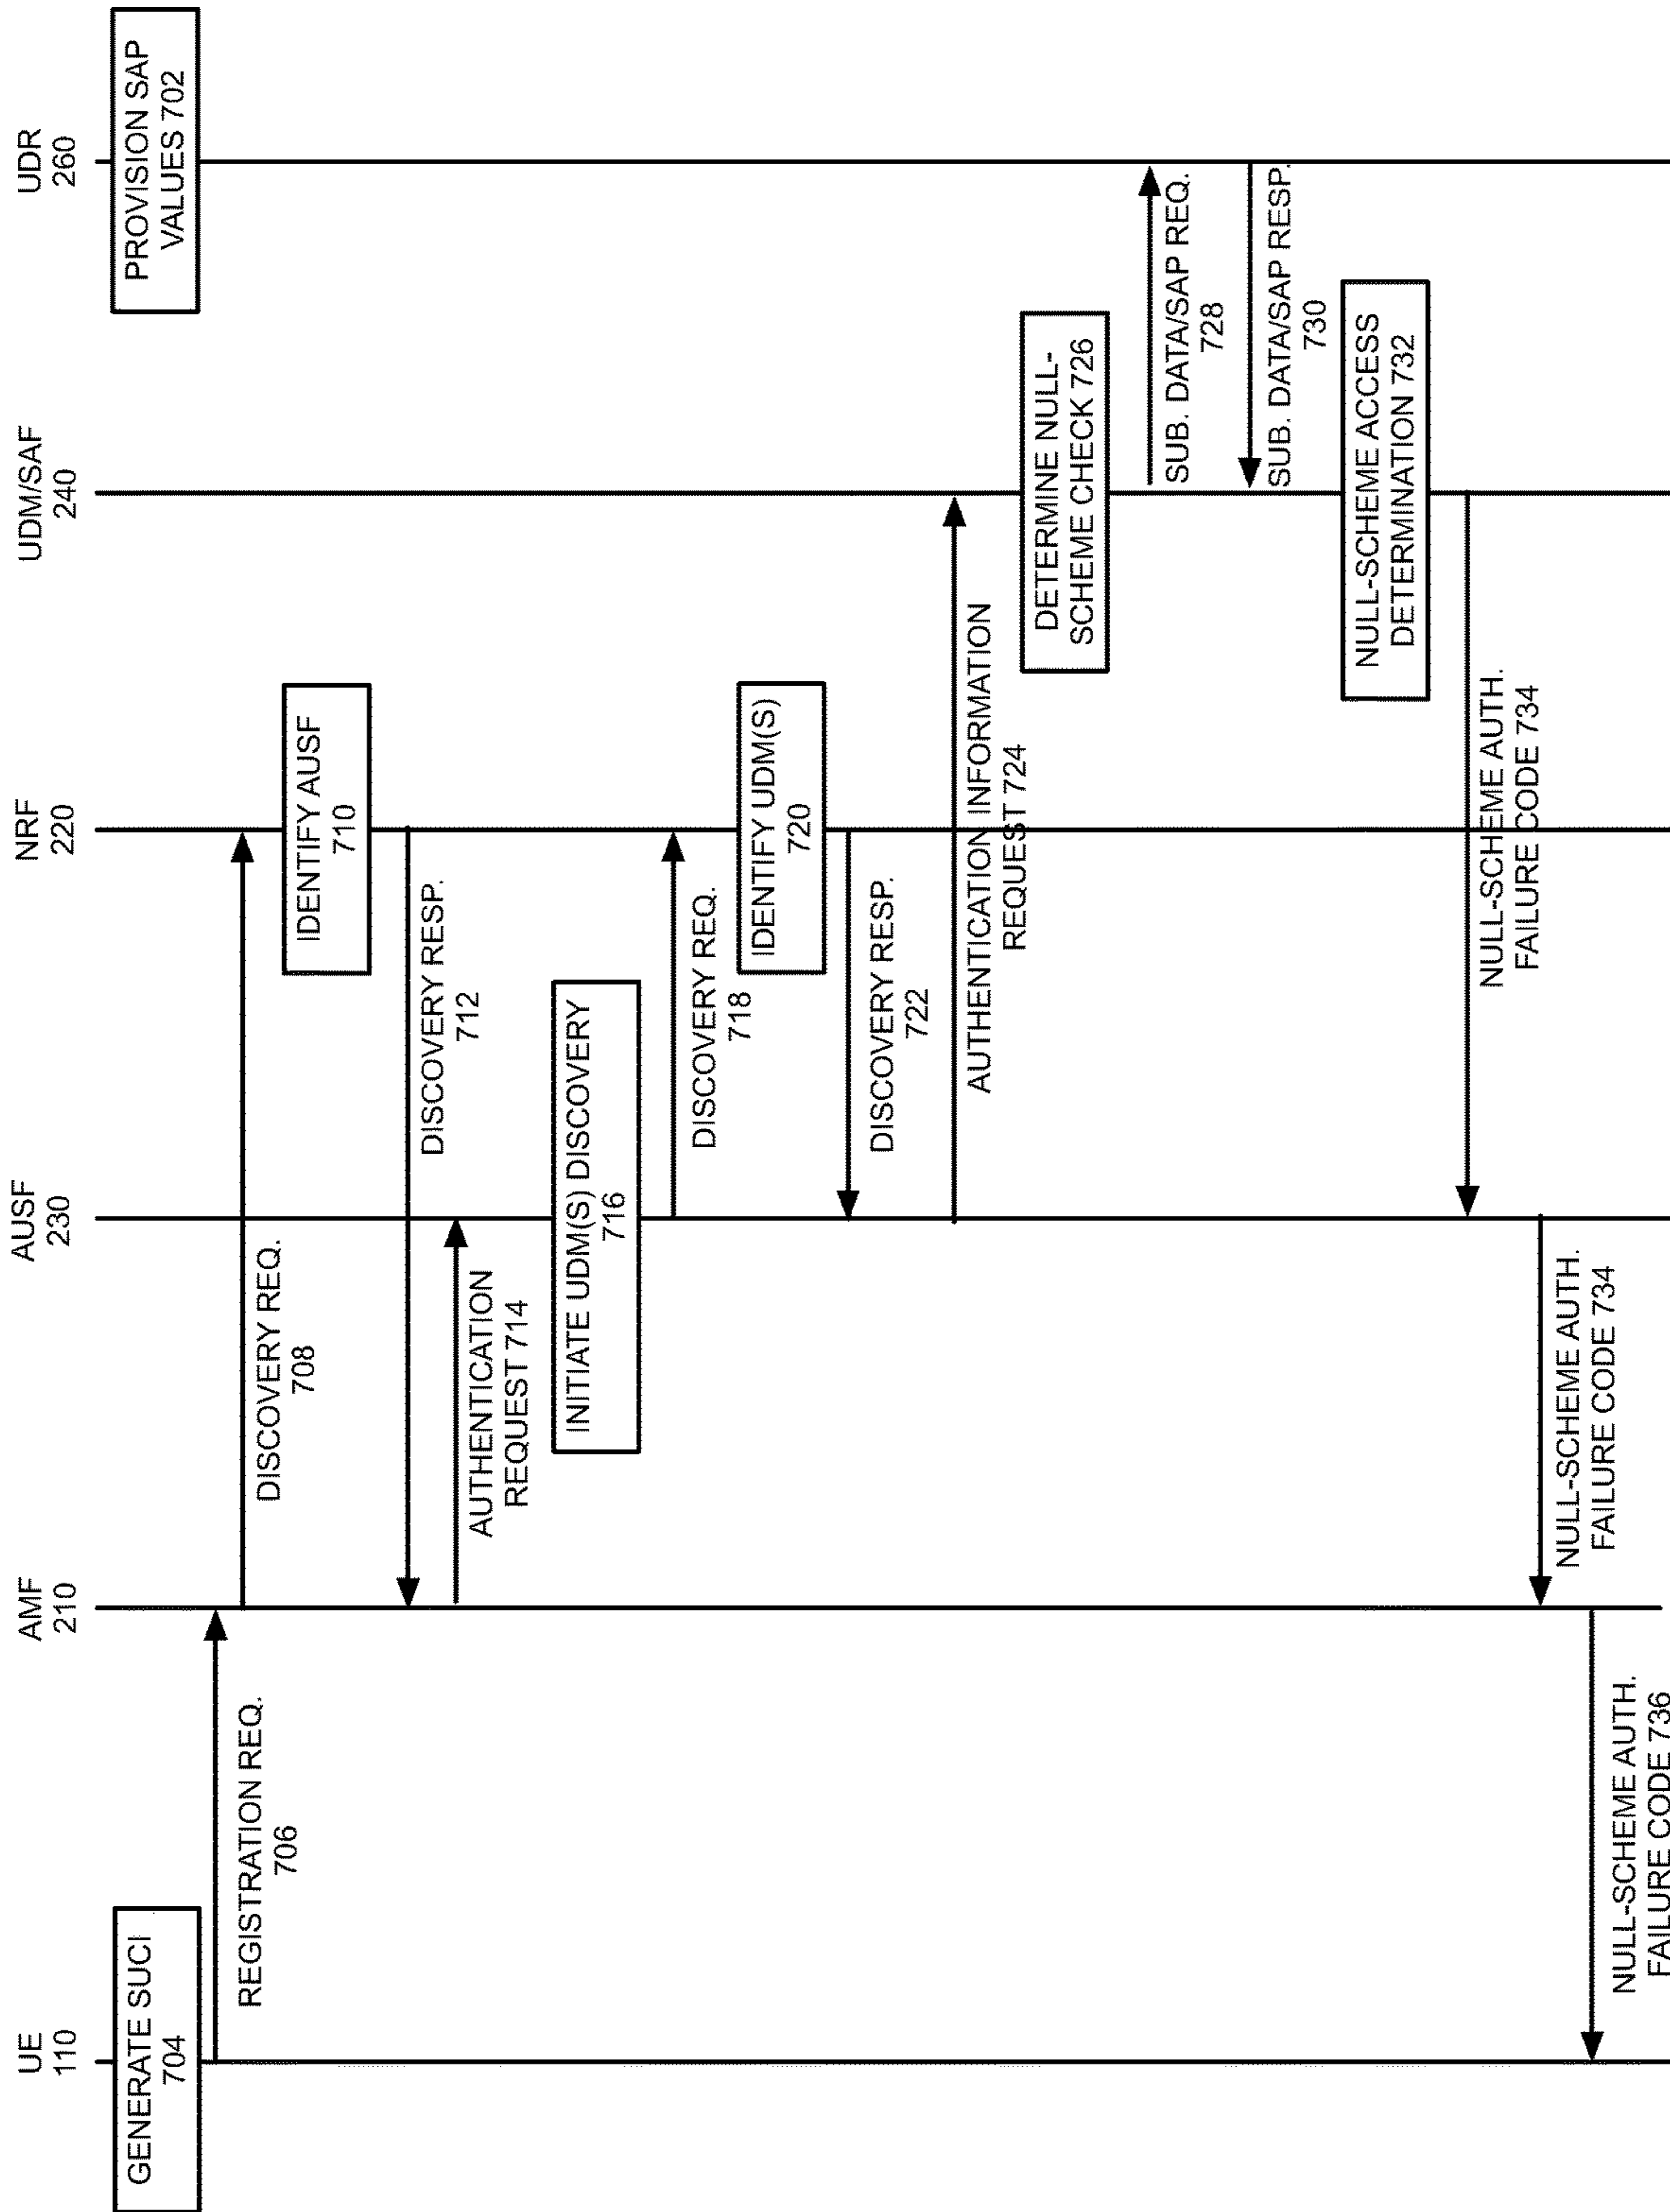 UE
110
AMF
210
AUSF
230
NRF
220
UDM/SAF
240
UDR
260
PROVISION SAP
VALUES 702
GENERATE SUCI
704
REGISTRATION REQ.
706
DISCOVERY REQ.
708
IDENTIFY AUSF
710
DISCOVERY RESP.
712
AUTHENTICATION
REQUEST 714
INITIATE UDM(S) DISCOVERY
716
DISCOVERY REQ.
718
IDENTIFY UDM(S)
720
DISCOVERY RESP.
722
AUTHENTICATION INFORMATION
REQUEST 724
DETERMINE NULL-
SCHEME CHECK 726
SUB. DATA/SAP REQ.
728
SUB. DATA/SAP RESP.
730
NULL-SCHEME ACCESS
DETERMINATION 732
NULL-SCHEME AUTH.
FAILURE CODE 734
NULL-SCHEME AUTH.
FAILURE CODE 734
NULL-SCHEME AUTH.
FAILURE CODE 736